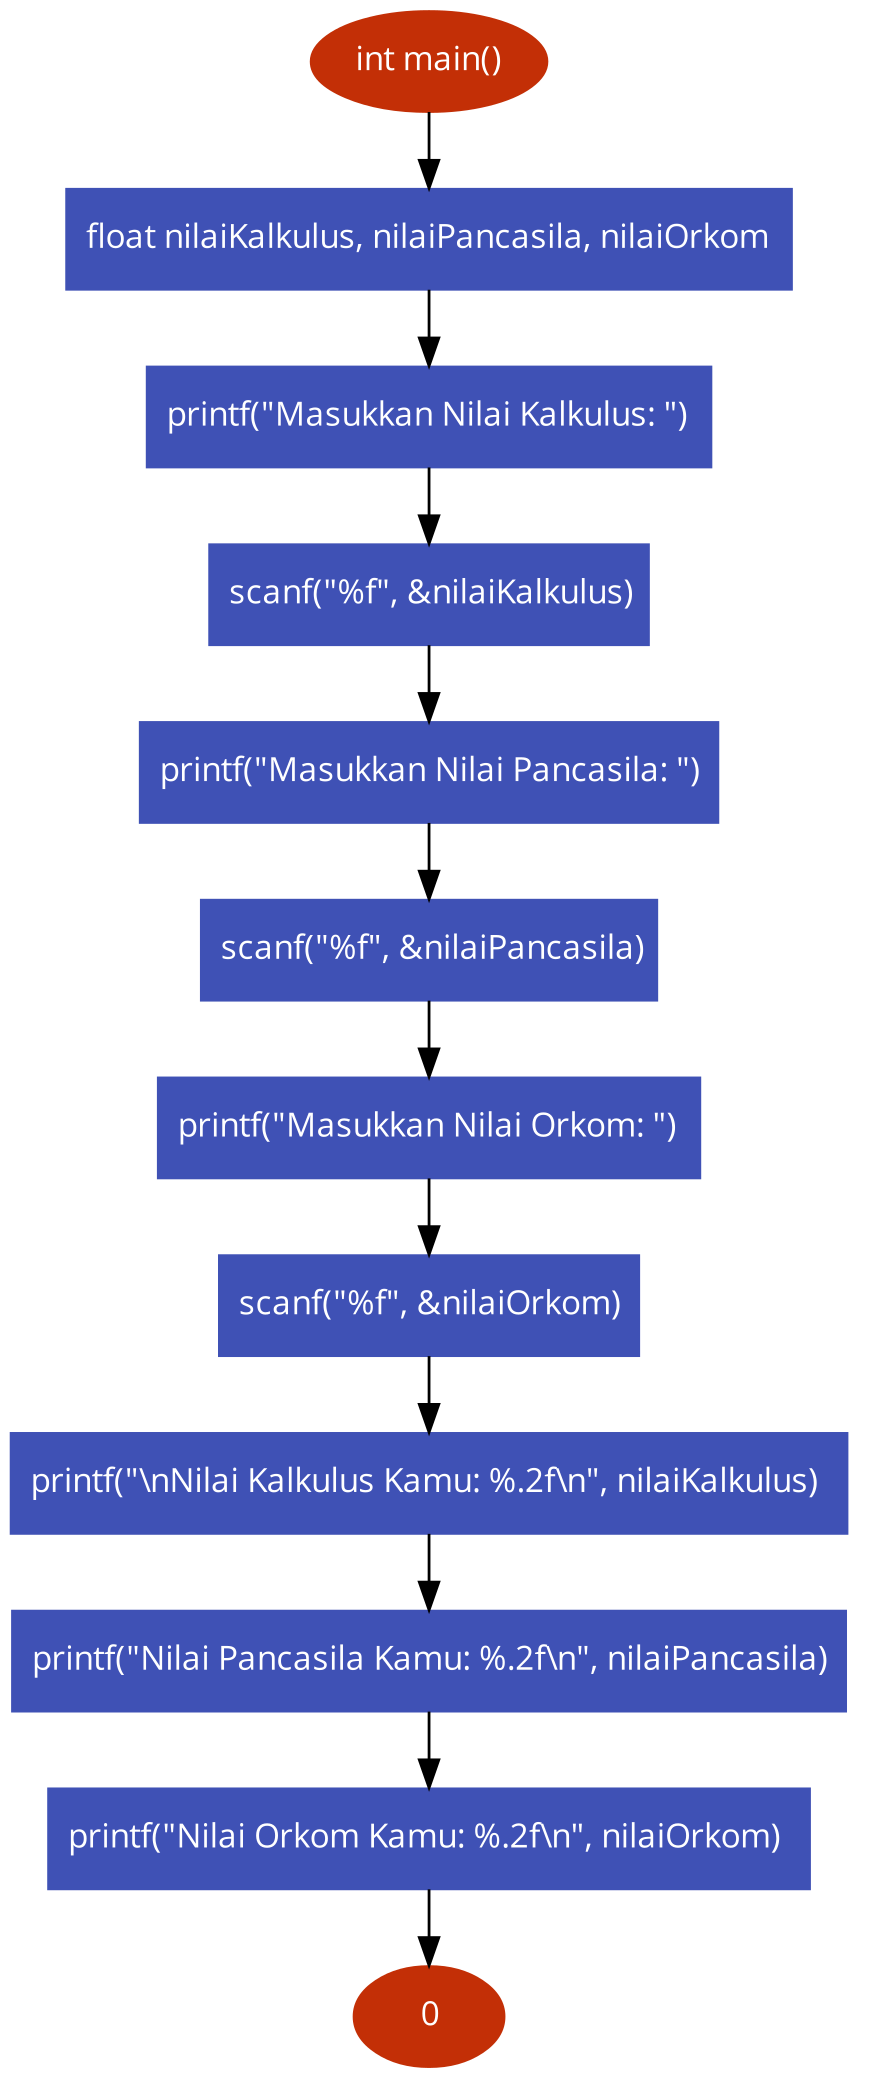 int main()
float nilaiKalkulus, nilaiPancasila, nilaiOrkom
printf("Masukkan Nilai Kalkulus: ")
scanf("%f", &nilaiKalkulus)
printf("Masukkan Nilai Pancasila: ")
scanf("%f", &nilaiPancasila)
printf("Masukkan Nilai Orkom: ")
scanf("%f", &nilaiOrkom)
printf("\nNilai Kalkulus Kamu: %.2f\n", nilaiKalkulus)
printf("Nilai Pancasila Kamu: %.2f\n", nilaiPancasila)
printf("Nilai Orkom Kamu: %.2f\n", nilaiOrkom)
0